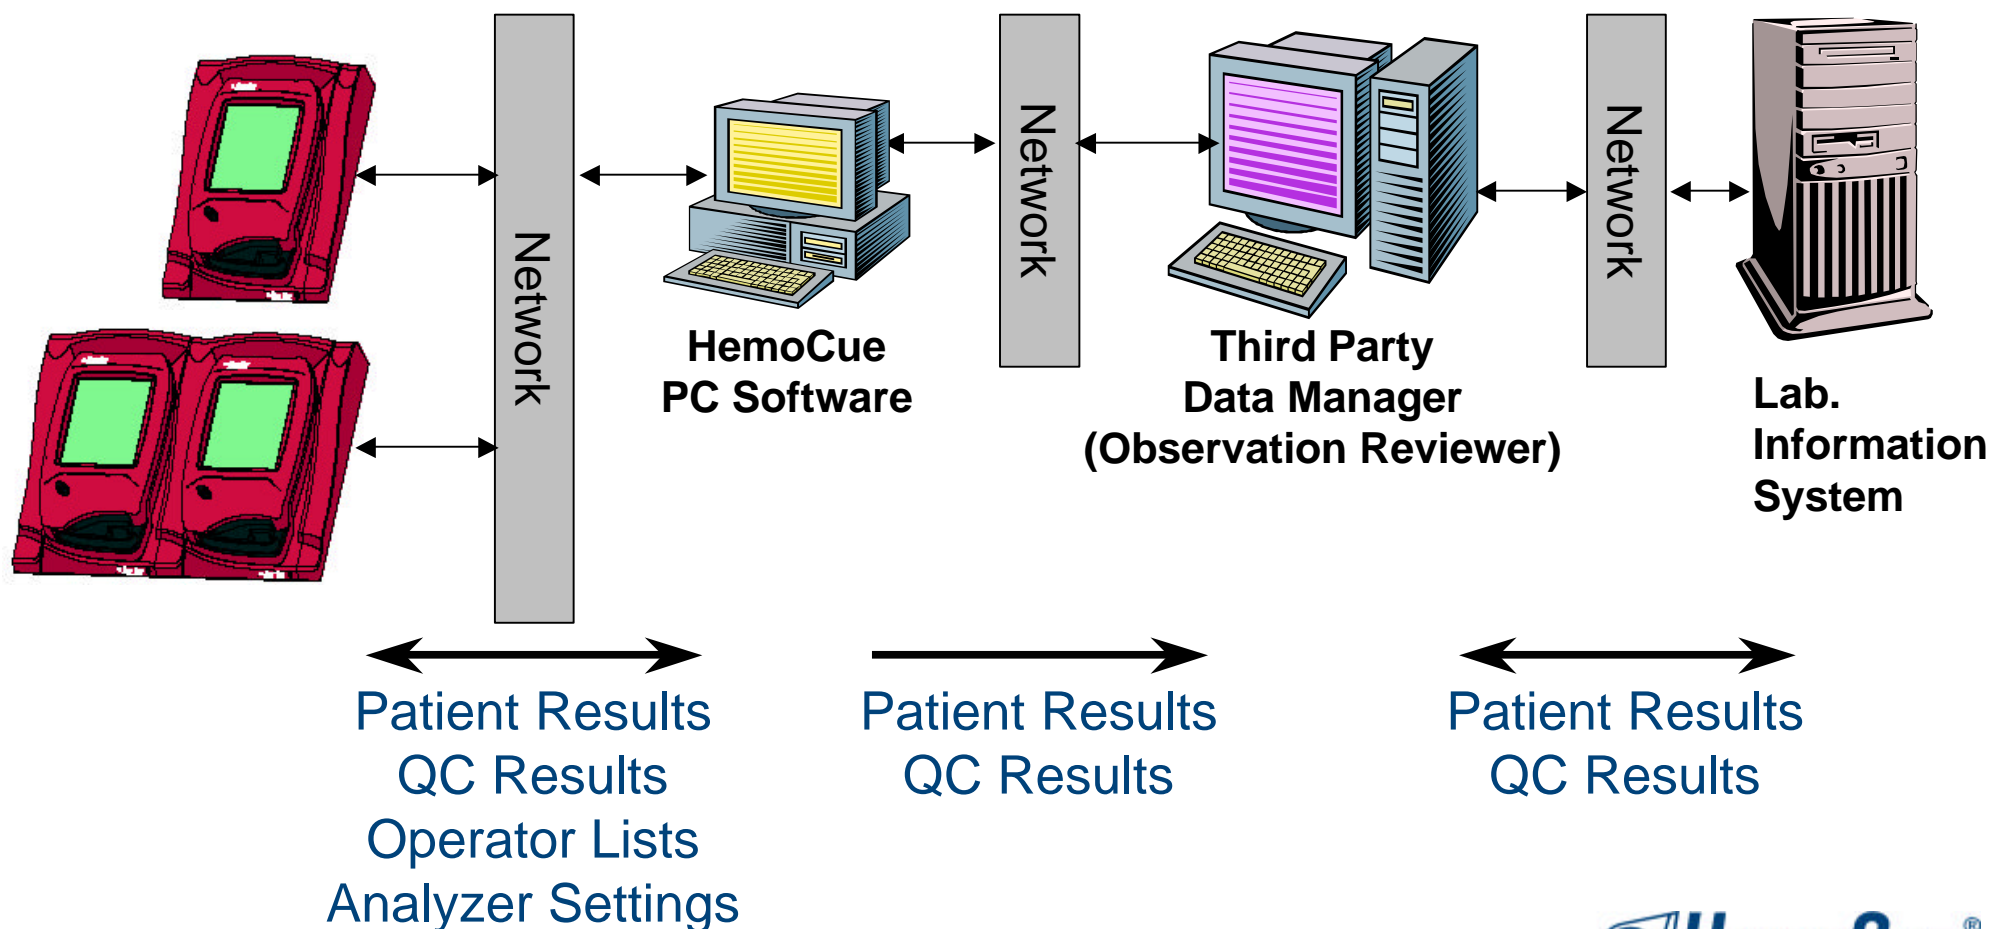 Network
Network
Network
HemoCue
PC Software
Third Party
Data Manager
(Observation Reviewer)
Lab.
Information
System
Patient Results
QC Results
Operator Lists
Analyzer Settings
Patient Results
QC Results
Patient Results
QC Results
®